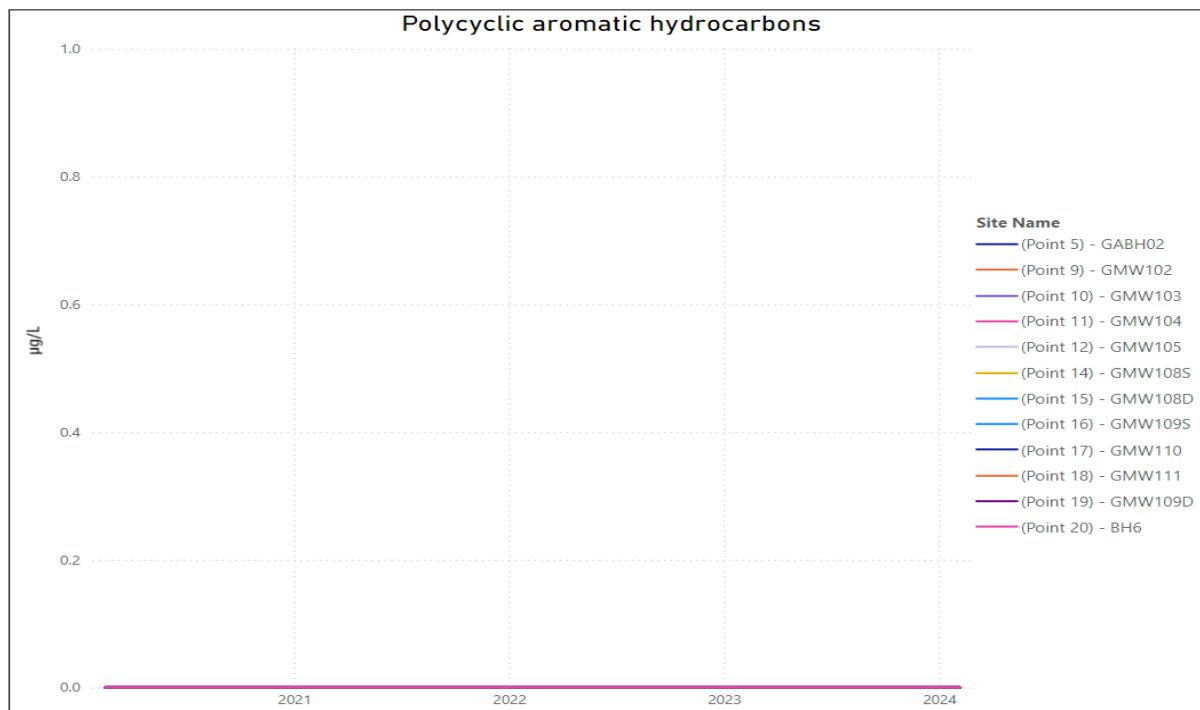 Polycyclic aromatic hydrocarbons
1.0
0.8
0.6
0.4
0.2
0.0
µg/L
2021
2022
2023
2024
Site Name
(Point 5) - GABH02
(Point 9) - GMW102
(Point 10) - GMW103
(Point 11) - GMW104
(Point 12) - GMW105
(Point 14) - GMW108S
(Point 15) - GMW108D
(Point 16) - GMW109S
(Point 17) - GMW110
(Point 18) - GMW111
(Point 19) - GMW109D
(Point 20) - BH6